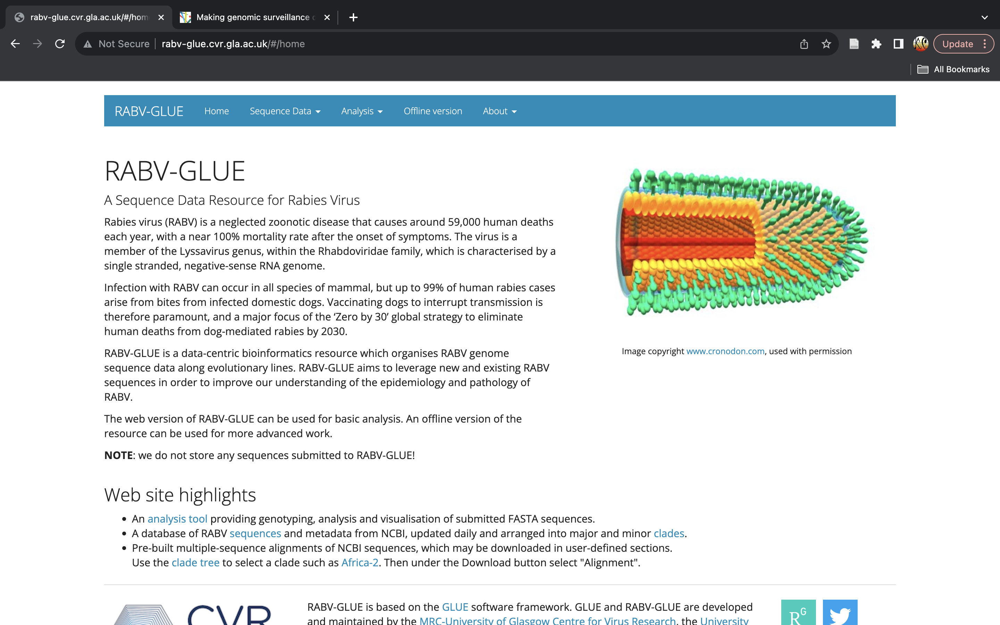 rabv-glue.cvr.gla.ac.uk/#/hom
Making genomic surveillance
Not Secure
rabv-glue.cvr.gla.ac.uk/#/home
Update
All Bookmarks
RABV-GLUE
Home
Sequence Data
Analysis
Offline version
About
RABV-GLUE
A Sequence Data Resource for Rabies Virus
Rabies virus (RABV) is a neglected zoonotic disease that causes around 59,000 human deaths
each year, with a near 100% mortality rate after the onset of symptoms. The virus is a
member of the Lyssavirus genus, within the Rhabdoviridae family, which is characterised by a
single stranded, negative-sense RNA genome.
Infection with RABV can occur in all species of mammal, but up to 99% of human rabies cases
arise from bites from infected domestic dogs. Vaccinating dogs to interrupt transmission is
therefore paramount, and a major focus of the ‘Zero by 30’ global strategy to eliminate
human deaths from dog-mediated rabies by 2030.
RABV-GLUE is a data-centric bioinformatics resource which organises RABV genome
sequence data along evolutionary lines. RABV-GLUE aims to leverage new and existing RABV
sequences in order to improve our understanding of the epidemiology and pathology of
RABV.
The web version of RABV-GLUE can be used for basic analysis. An offline version of the
resource can be used for more advanced work.
NOTE: we do not store any sequences submitted to RABV-GLUE!
Image copyright www.cronodon.com, used with permission
Web site highlights
An analysis tool providing genotyping, analysis and visualisation of submitted FASTA sequences.
A database of RABV sequences and metadata from NCBI, updated daily and arranged into major and minor clades.
Pre-built multiple-sequence alignments of NCBI sequences, which may be downloaded in user-defined sections.
Use the clade tree to select a clade such as Africa-2. Then under the Download button select "Alignment".
CVR
RABV-GLUE is based on the GLUE software framework. GLUE and RABV-GLUE are developed
and maintained by the MRC-University of Glasgow Centre for Virus Research, the University
RG